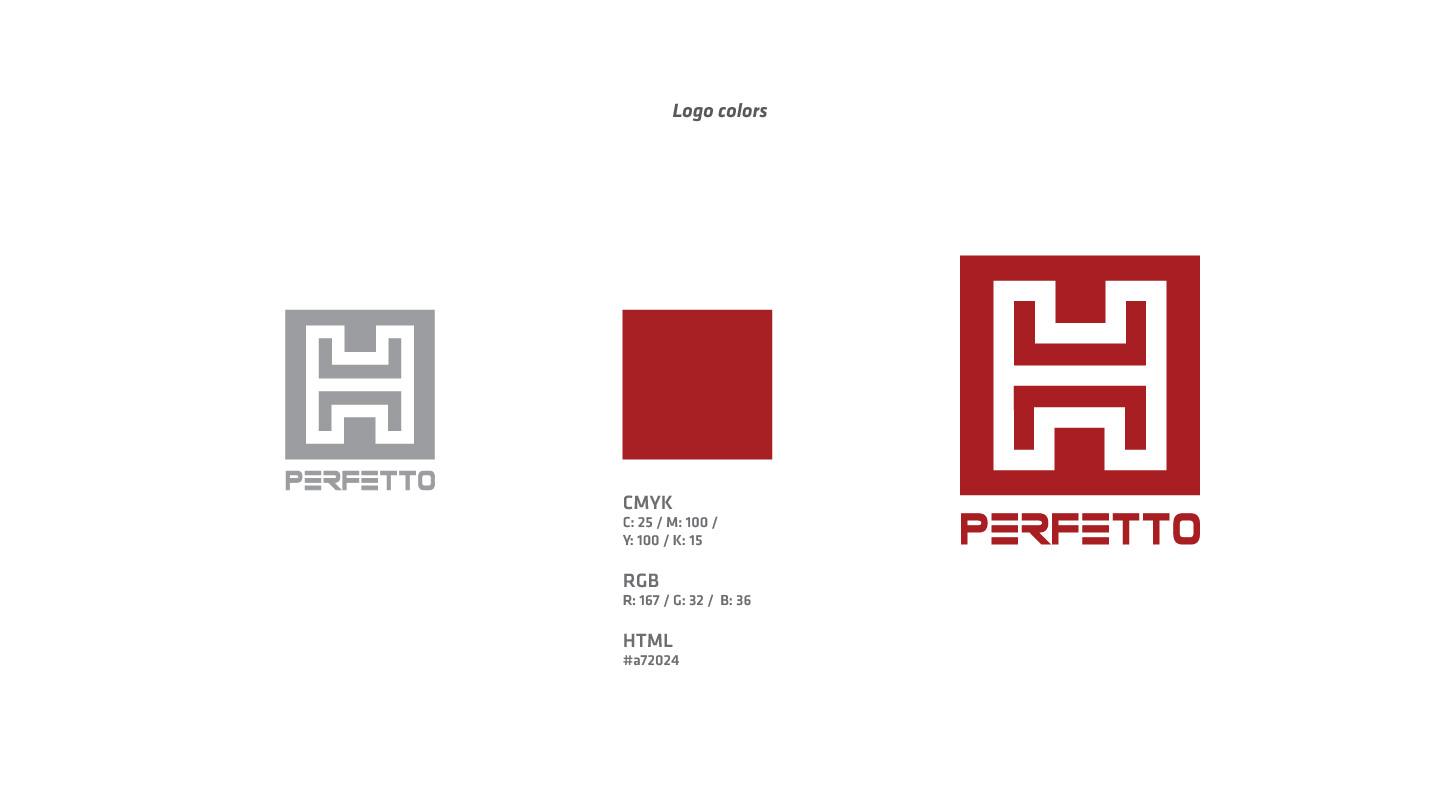 Logo colors
PERFETTO
CMYK
C: 25 / M: 100 /
Y: 100 / K: 15
RGB
R: 167 / G: 32 /  B: 36
HTML
#a72024
H
PERFETTO